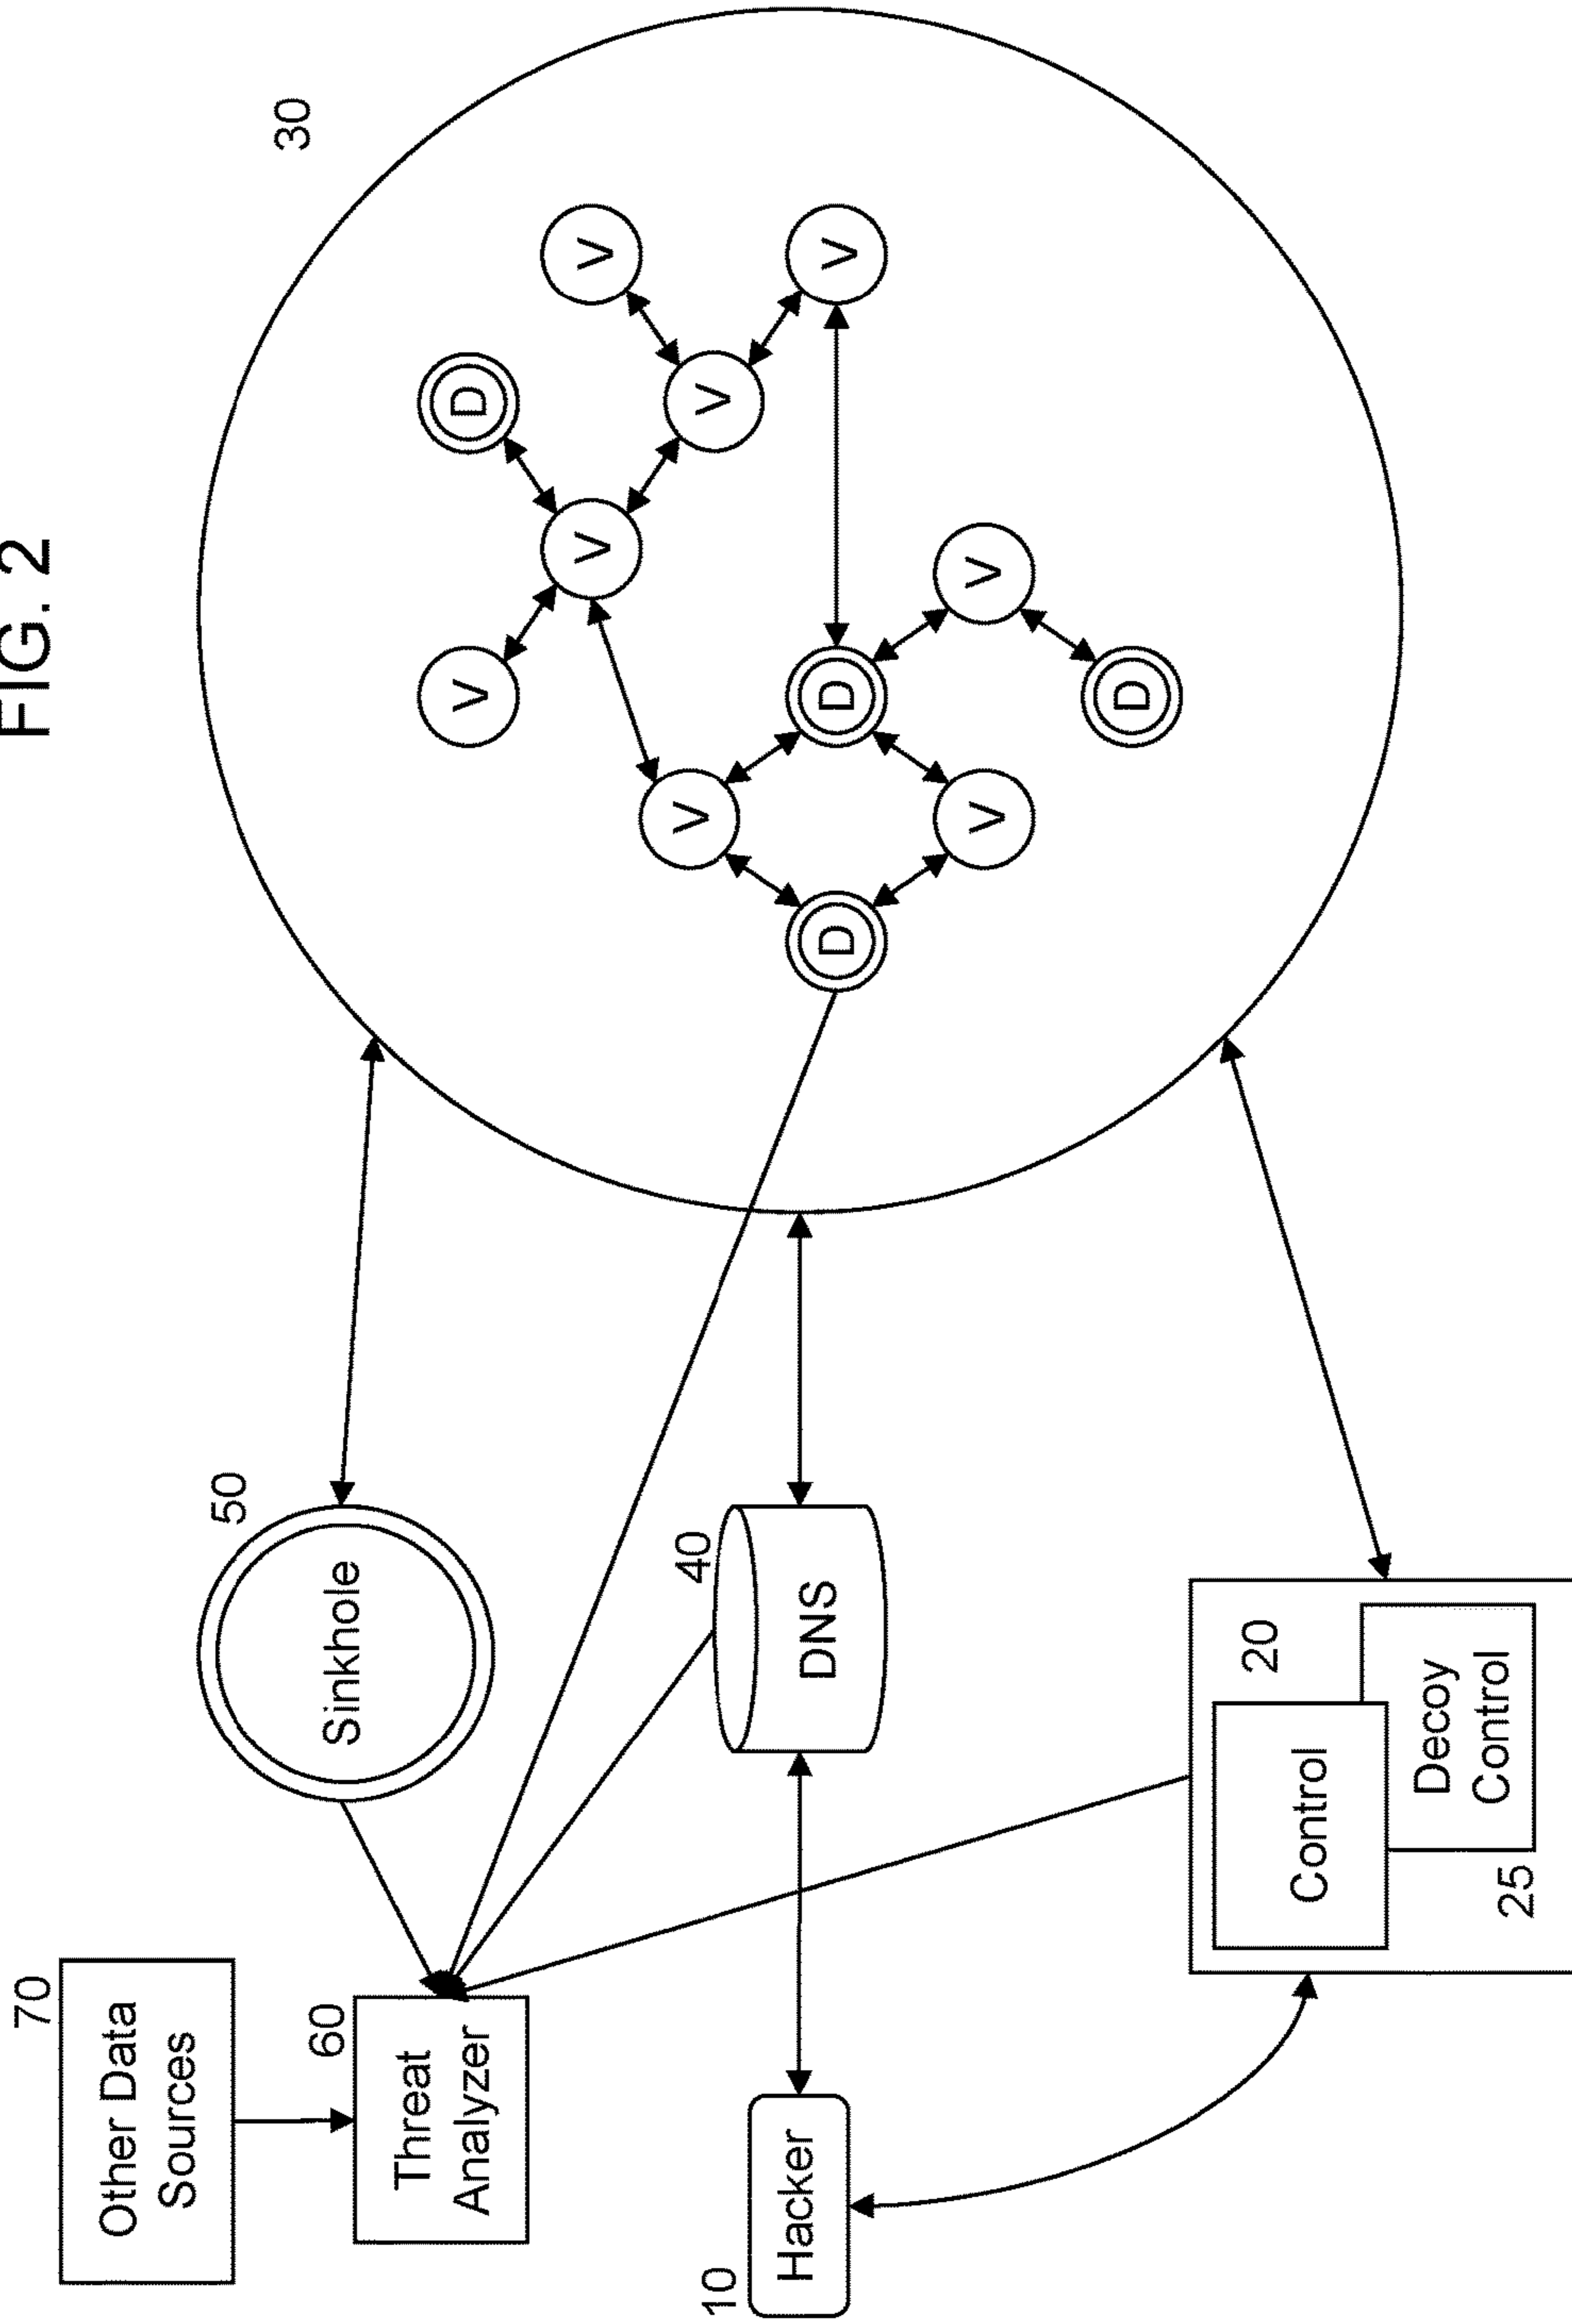 FIG. 2
70
Other Data
Sources
60
Threat
Analyzer
50
Sinkhole
40
DNS
10
Hacker
20
Control
Decoy
Control
25
30
V
D
V
V
V
V
V
D
V
D
V
V
D